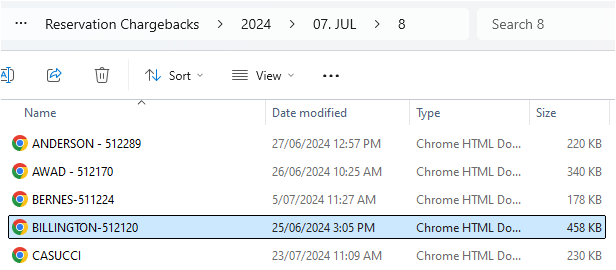 ... Reservation Chargebacks > 2024 > 07. JUL > 8 Search 8
Sort View ...
Name Date modified Type Size
ANDERSON - 512289 27/06/2024 12:57 PM Chrome HTML Do... 220 KB
AWAD - 512170 26/06/2024 10:25 AM Chrome HTML Do... 340 KB
BERNES-511224 5/07/2024 11:27 AM Chrome HTML Do... 178 KB
BILLINGTON-512120 25/06/2024 3:05 PM Chrome HTML Do... 458 KB
CASUCCI 23/07/2024 11:09 AM Chrome HTML Do... 230 KB